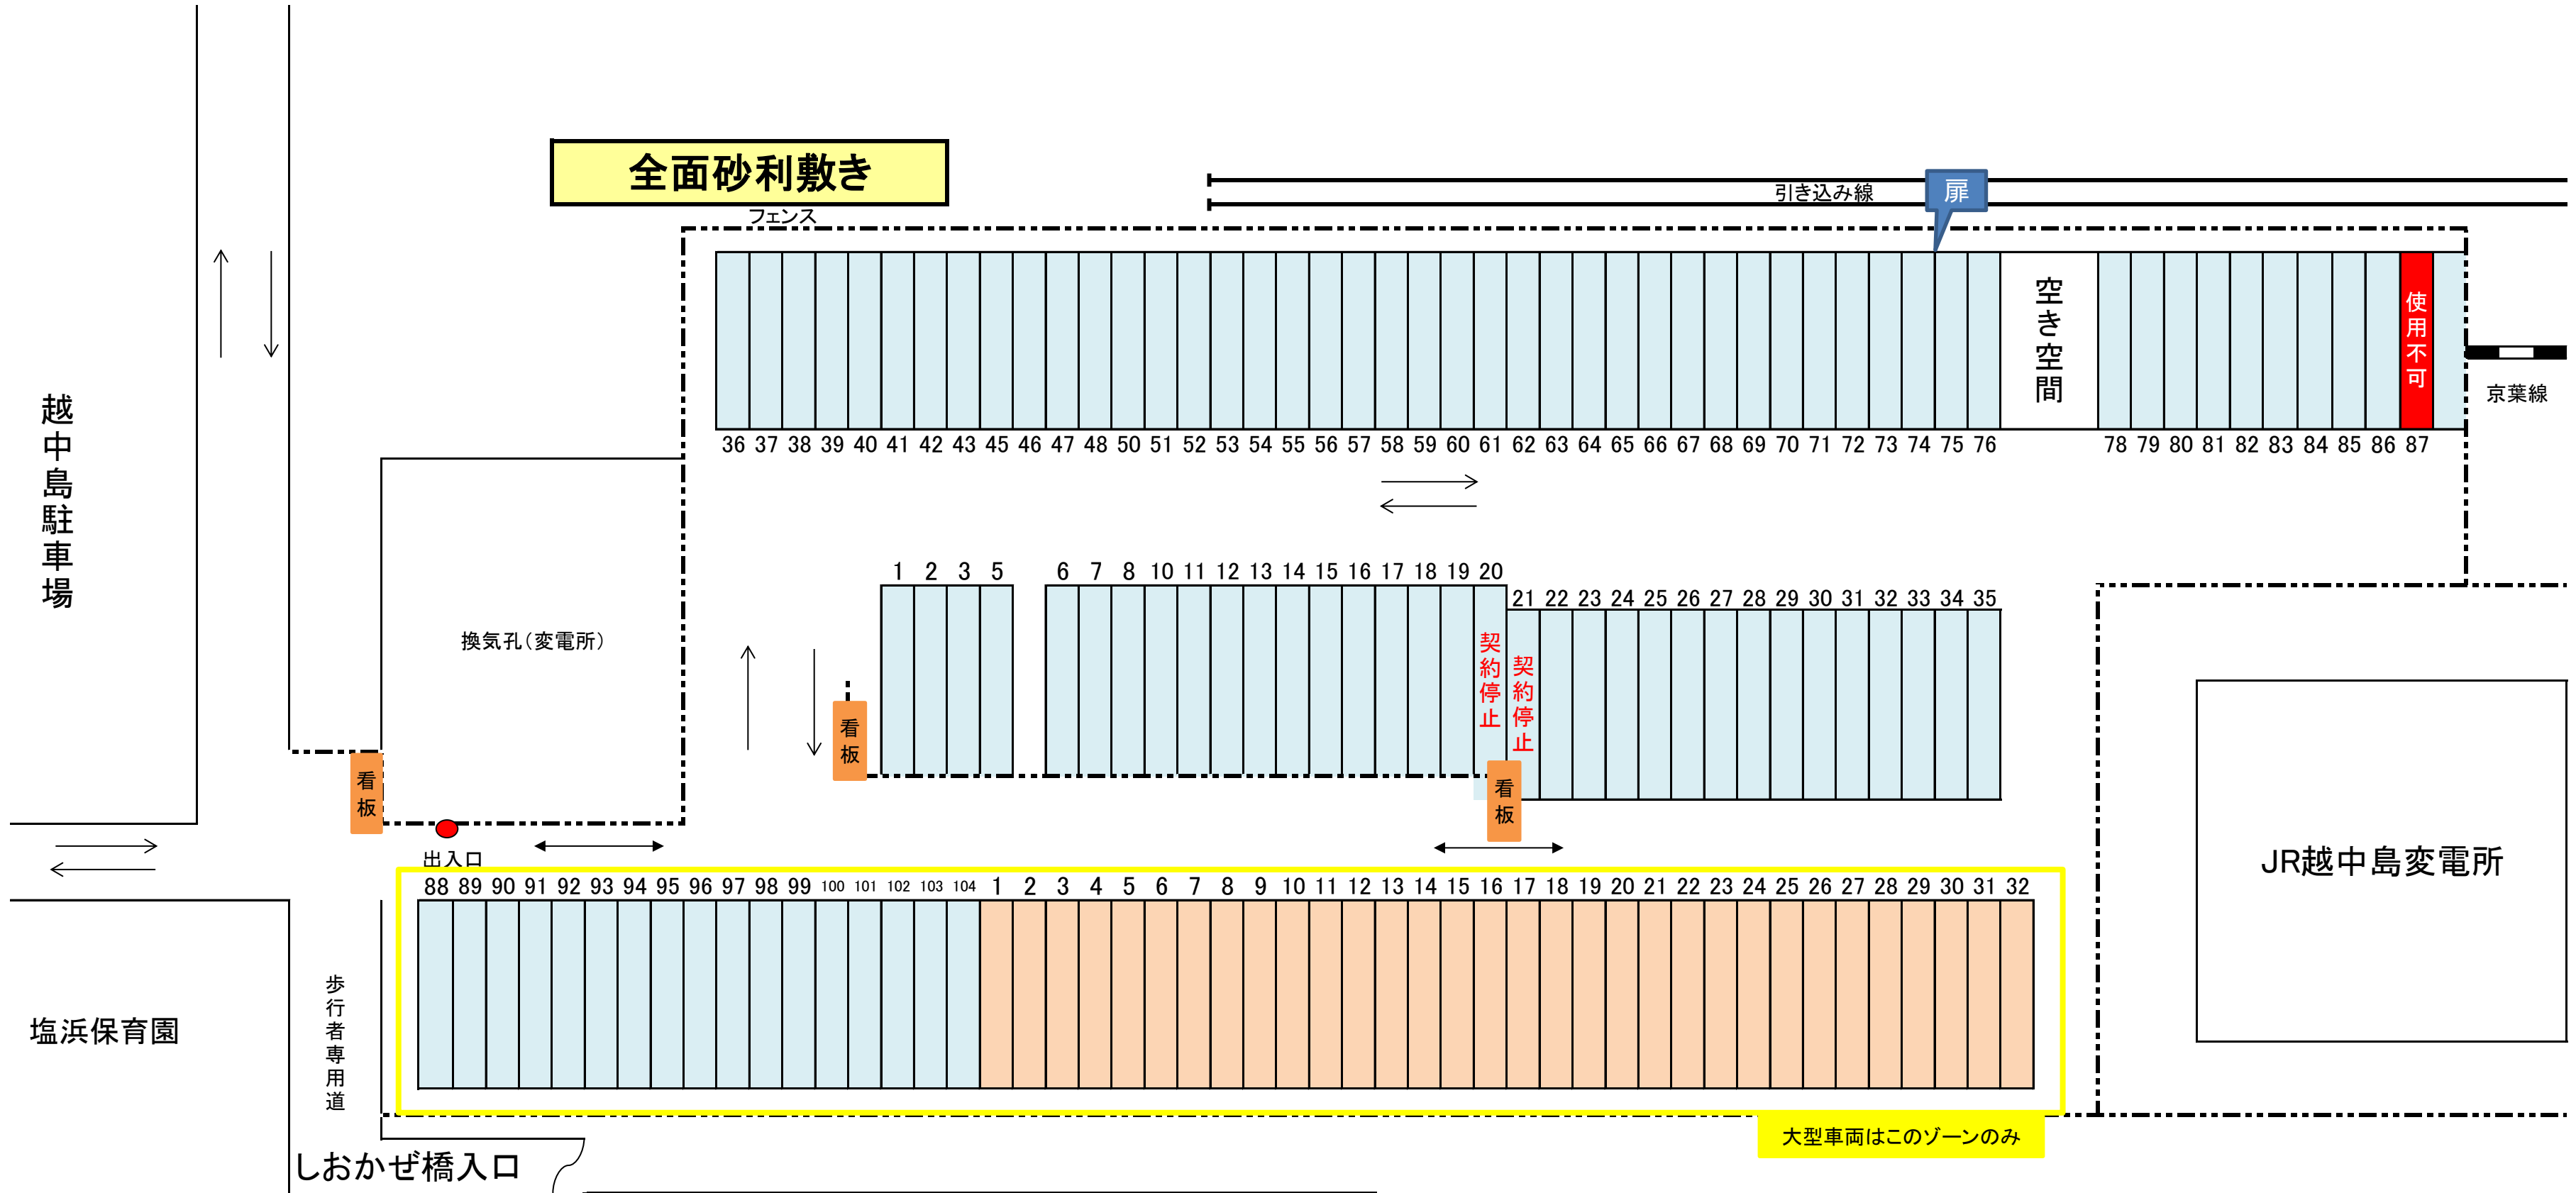 全面砂利敷き
フェンス
引き込み線
扉
空き空間
使用不可
京葉線
36 37 38 39 40 41 42 43 45 46 47 48 50 51 52 53 54 55 56 57 58 59 60 61 62 63 64 65 66 67 68 69 70 71 72 73 74 75 76 78 79 80 81 82 83 84 85 86 87
越中島駐車場
換気孔(変電所)
1 2 3 5 6 7 8 10 11 12 13 14 15 16 17 18 19 20
21 22 23 24 25 26 27 28 29 30 31 32 33 34 35
契約停止
契約停止
看板
看板
看板
出入口
88 89 90 91 92 93 94 95 96 97 98 99 100 101 102 103 104 1 2 3 4 5 6 7 8 9 10 11 12 13 14 15 16 17 18 19 20 21 22 23 24 25 26 27 28 29 30 31 32
JR越中島変電所
塩浜保育園
歩行者専用道
大型車両はこのゾーンのみ
しおかぜ橋入口